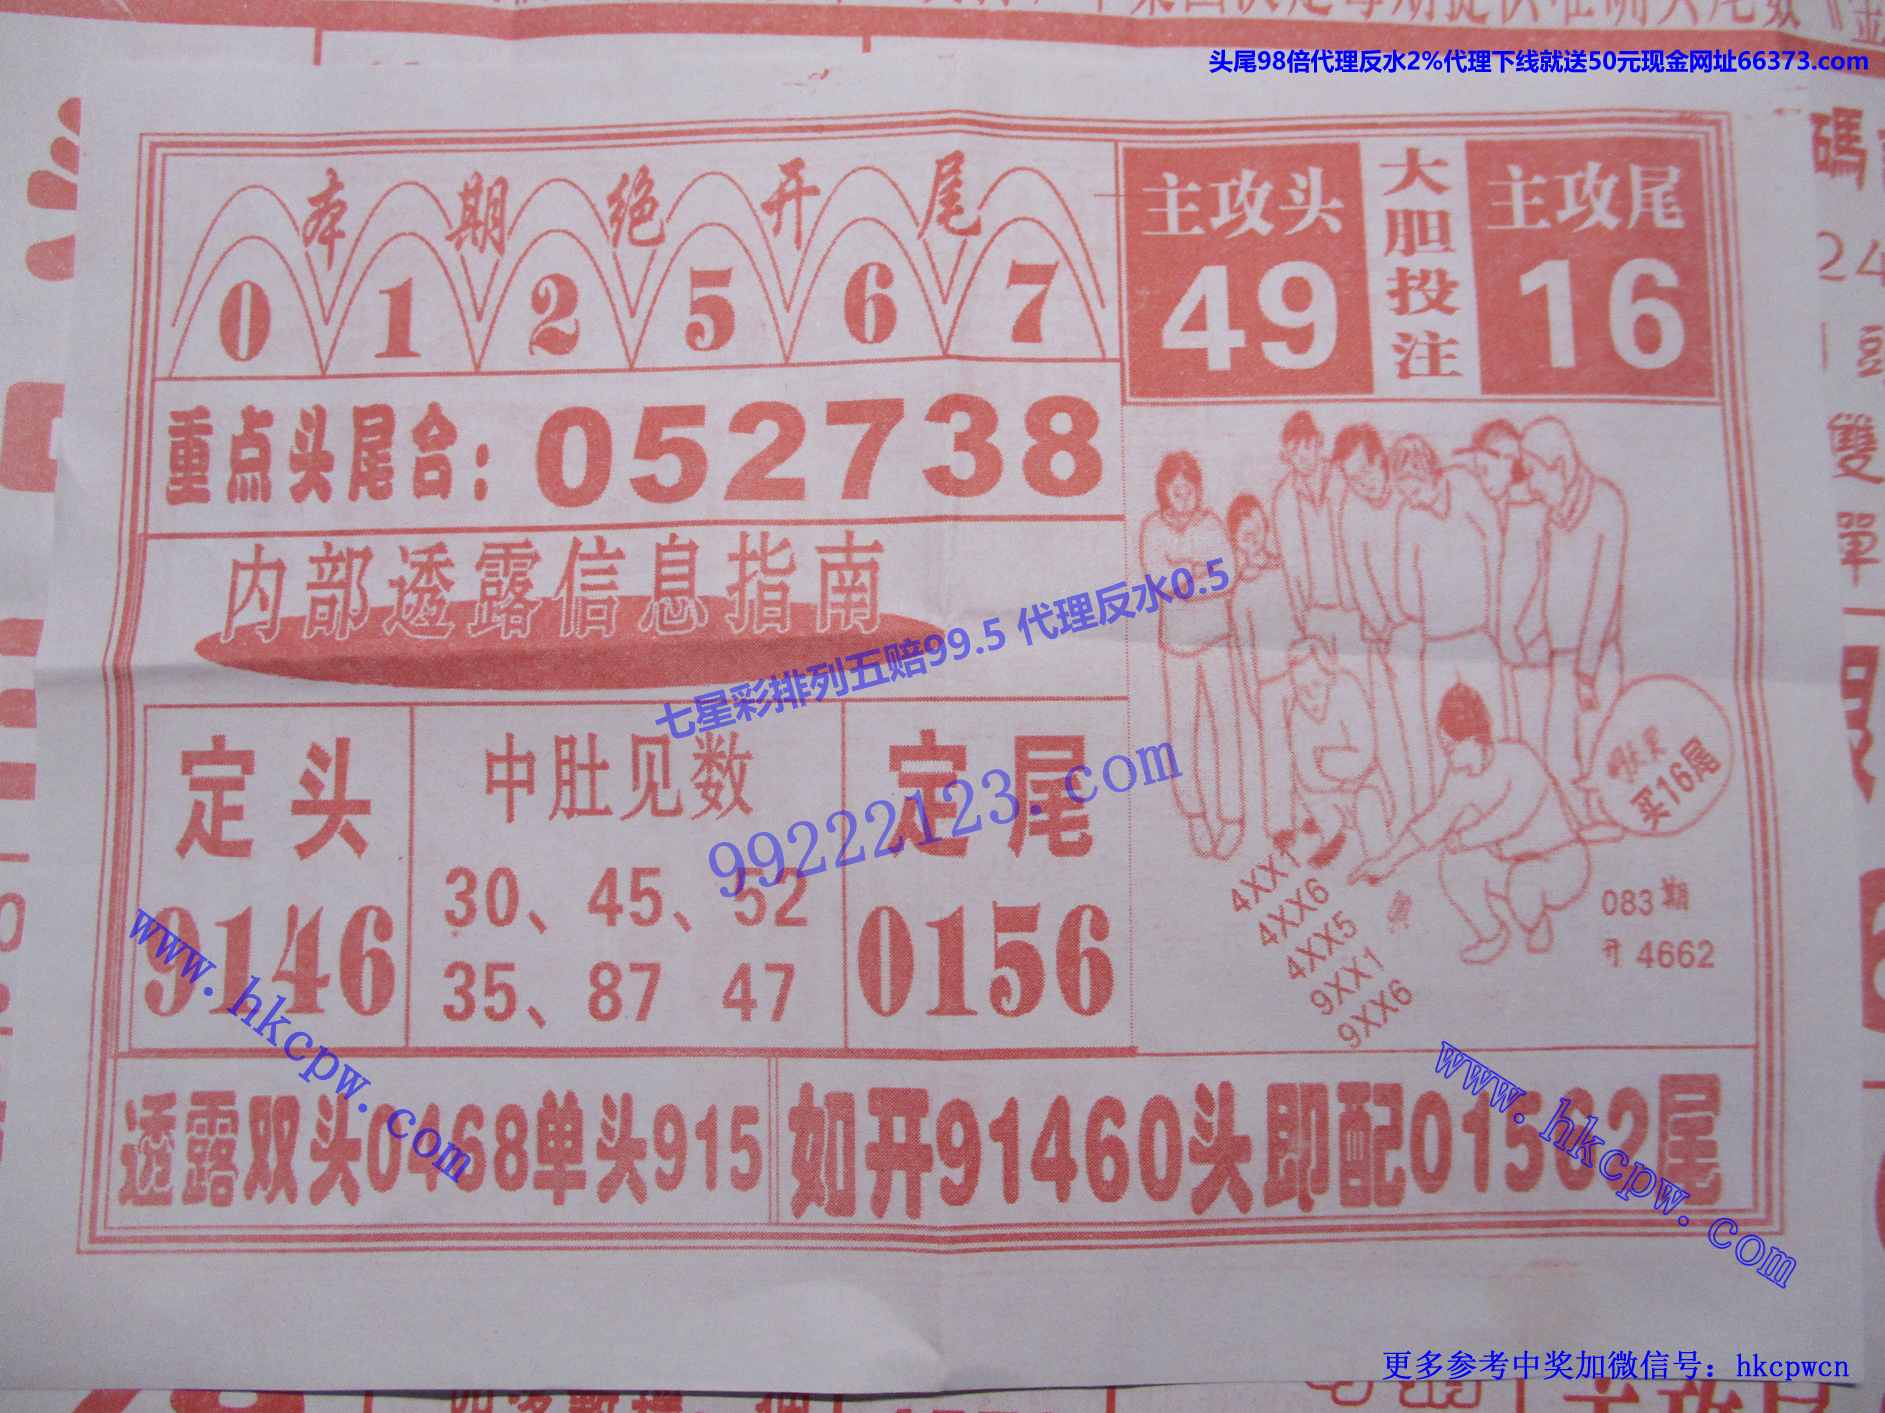 头尾98倍代理反水2%代理下线就送50元现金网址66373.com
本期绝开尾
0 1 2 5 6 7
主攻头
49
大胆投注
主攻尾
16
重点头尾合：052738
内部透露信息指南
七星彩排列五赔99.5 代理反水0.5
99222123.com
定头
9146
中肚见数
30、45、52
35、87 47
定尾
0156
买16尾
4XX1
4XX6
4XX5
9XX1
9XX6
083期
开4662
www.hkcpw.com
www.hkcpw.com
透露双头0468单头915
如开91460头即配01562尾
更多参考中奖加微信号：hkcpwcn
碼
24
頭
雙
單